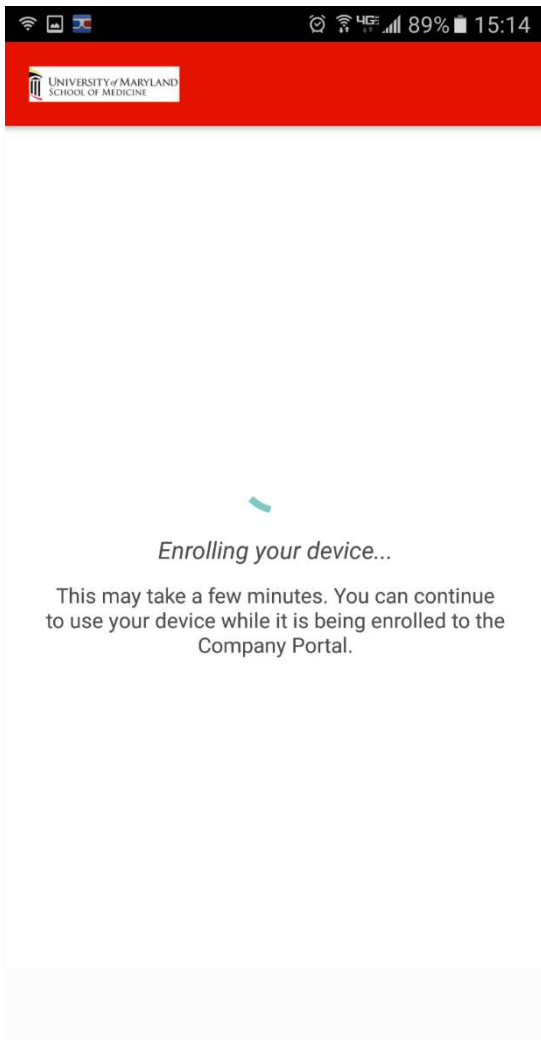 4G 89% 15:14
UNIVERSITY of MARYLAND
SCHOOL OF MEDICINE
Enrolling your device...
This may take a few minutes. You can continue
to use your device while it is being enrolled to the
Company Portal.